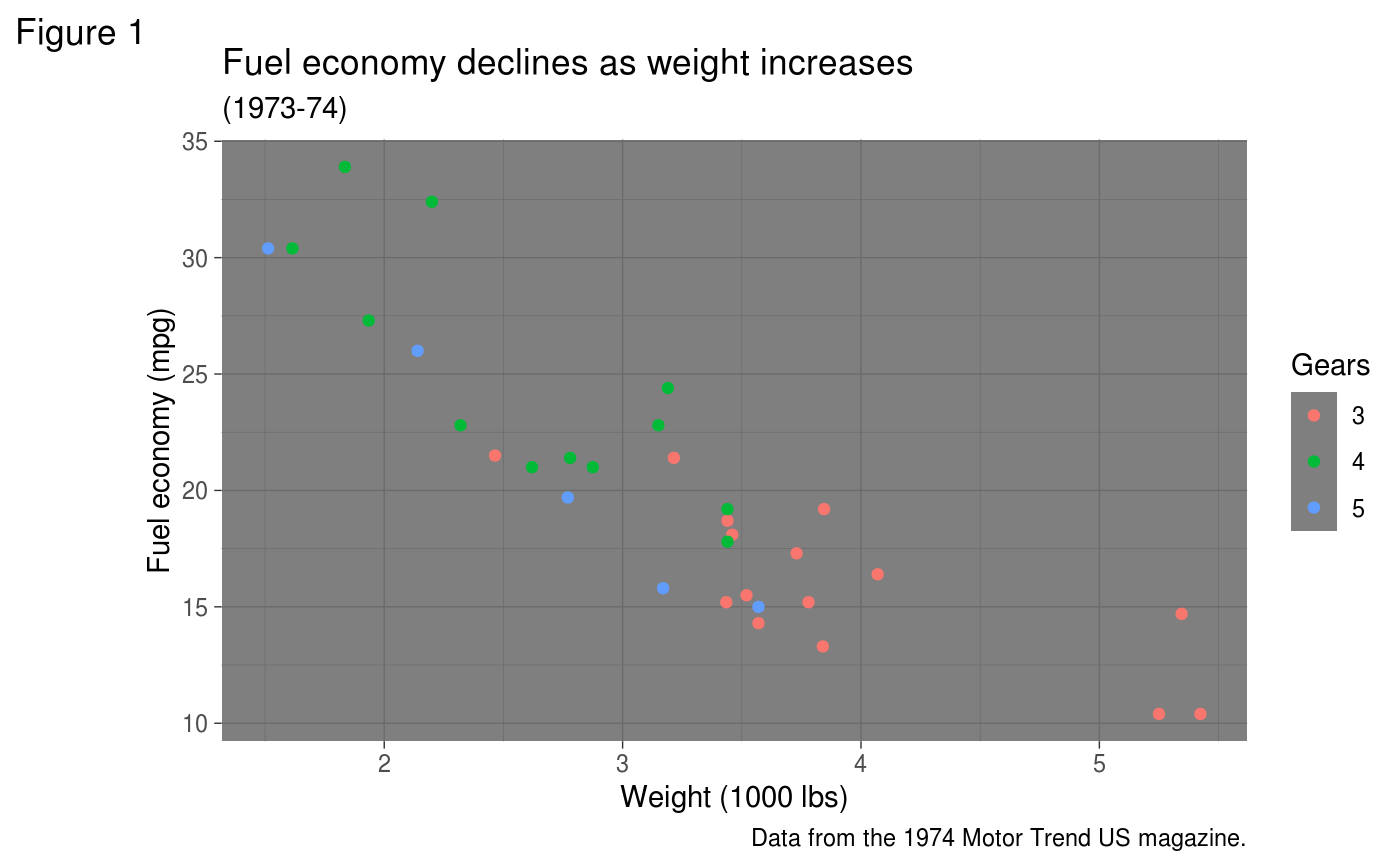 Figure 1
Fuel economy declines as weight increases
(1973-74)
35
30
25
20
15
10
Fuel economy (mpg)
2 3 4 5
Weight (1000 lbs)
Gears
3
4
5
Data from the 1974 Motor Trend US magazine.